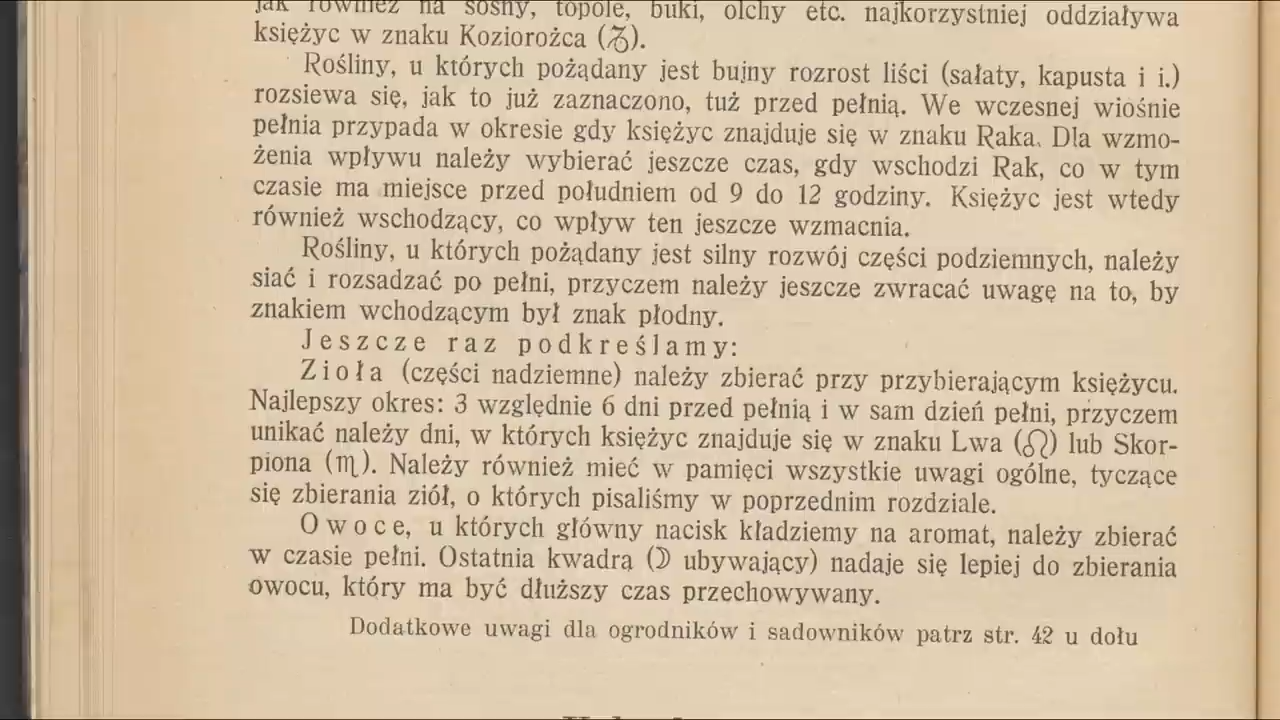 jak również na sosny, topole, buki, olchy etc. najkorzystniej oddziaływa
księżyc w znaku Koziorożca (♑).
Rośliny, u których pożądany jest bujny rozrost liści (sałaty, kapusta i i.)
rozsiewa się, jak to już zaznaczono, tuż przed pełnią. We wczesnej wiośnie
pełnia przypada w okresie gdy księżyc znajduje się w znaku Raka. Dla wzmo-
żenia wpływu należy wybierać jeszcze czas, gdy wschodzi Rak, co w tym
czasie ma miejsce przed południem od 9 do 12 godziny. Księżyc jest wtedy
również wschodzący, co wpływ ten jeszcze wzmacnia.
Rośliny, u których pożądany jest silny rozwój części podziemnych, należy
siać i rozsadzać po pełni, przyczem należy jeszcze zwracać uwagę na to, by
znakiem wchodzącym był znak płodny.
Jeszcze raz podkreślamy:
Zioła (części nadziemne) należy zbierać przy przybierającym księżycu.
Najlepszy okres: 3 względnie 6 dni przed pełnią i w sam dzień pełni, przyczem
unikać należy dni, w których księżyc znajduje się w znaku Lwa (♌) lub Skor-
piona (♏). Należy również mieć w pamięci wszystkie uwagi ogólne, tyczące
się zbierania ziół, o których pisaliśmy w poprzednim rozdziale.
Owoce, u których główny nacisk kładziemy na aromat, należy zbierać
w czasie pełni. Ostatnia kwadra (☽ ubywający) nadaje się lepiej do zbierania
owocu, który ma być dłuższy czas przechowywany.
Dodatkowe uwagi dla ogrodników i sadowników patrz str. 42 u dołu